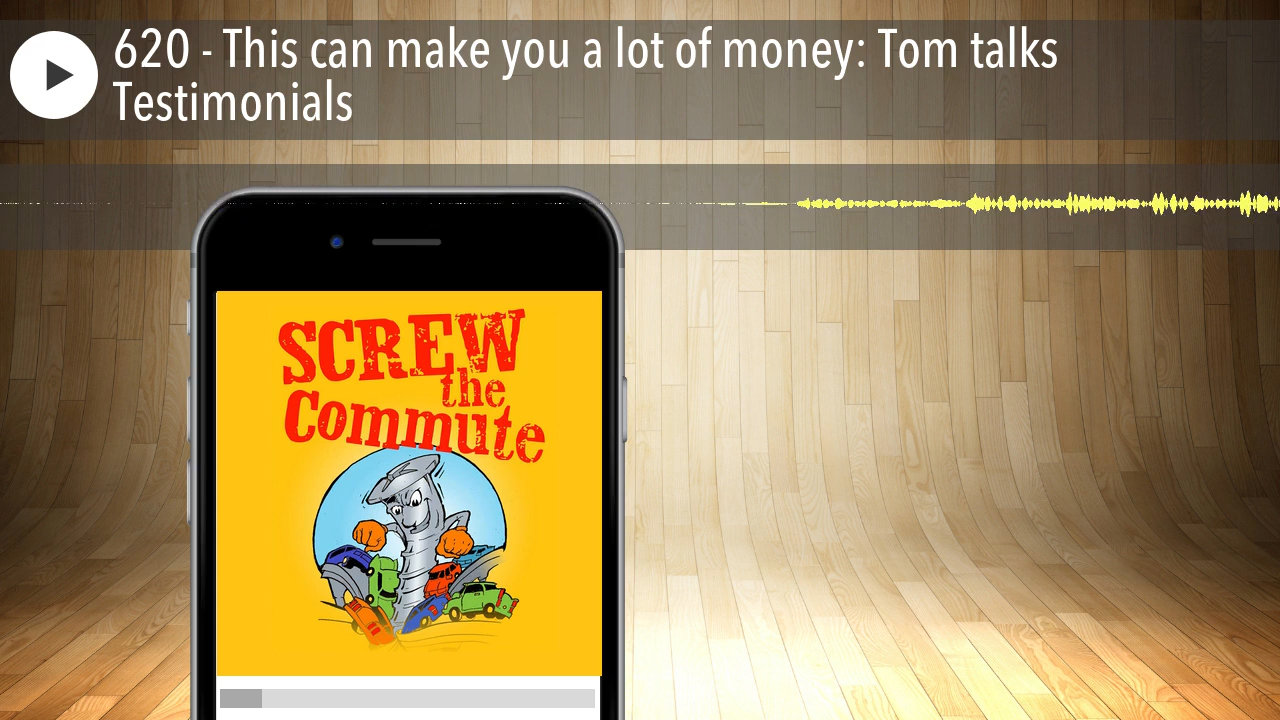 620 - This can make you a lot of money: Tom talks
Testimonials
SCREW
the
Commute